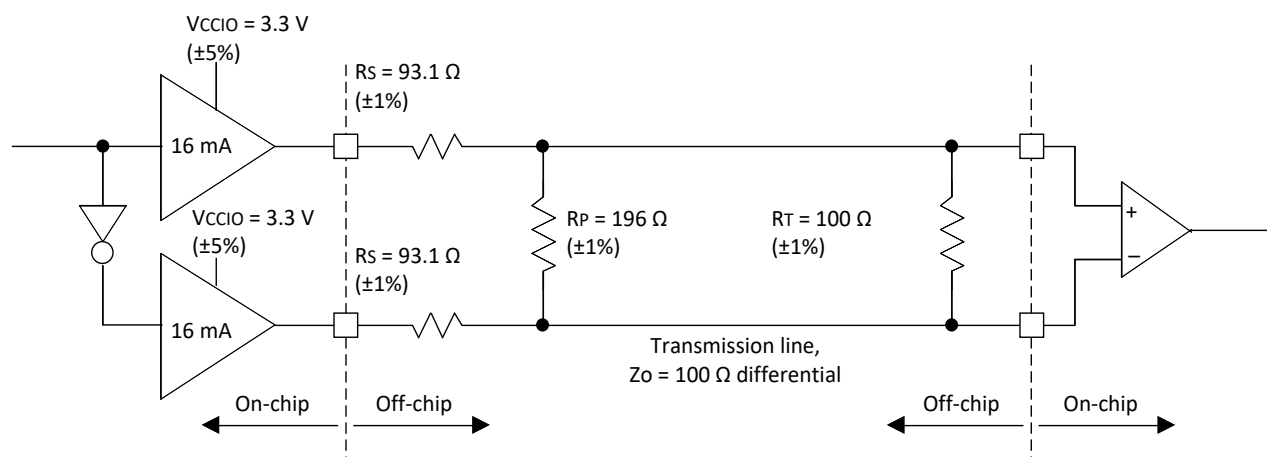 VCCIO = 3.3 V
(±5%)
RS = 93.1 Ω
(±1%)
16 mA
VCCIO = 3.3 V
(±5%)
RS = 93.1 Ω
(±1%)
RP = 196 Ω
(±1%)
RT = 100 Ω
(±1%)
+
−
16 mA
Transmission line,
Zo = 100 Ω differential
On-chip
Off-chip
Off-chip
On-chip